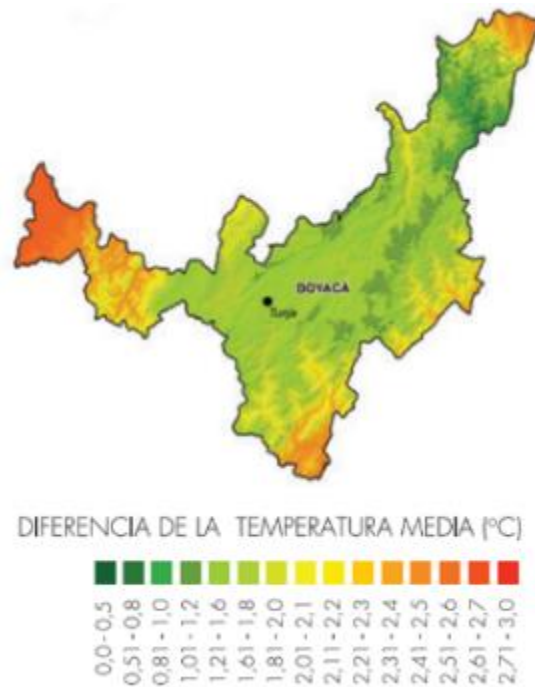 BOYACÁ
Tunja
DIFERENCIA DE LA TEMPERATURA MEDIA (ºC)
0,0 - 0,5
0,51 - 0,8
0,81 - 1,0
1,01 - 1,2
1,21 - 1,6
1,61 - 1,8
1,81 - 2,0
2,01 - 2,1
2,11 - 2,2
2,21 - 2,3
2,31 - 2,4
2,41 - 2,5
2,51 - 2,6
2,61 - 2,7
2,71 - 3,0